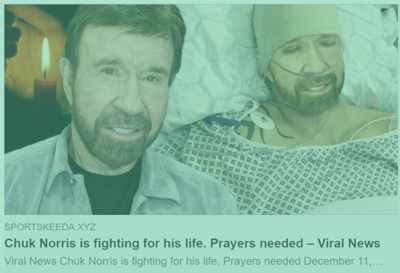 SPORTSKEEDA.XYZ
Chuk Norris is fighting for his life. Prayers needed – Viral News
Viral News Chuk Norris is fighting for his life. Prayers needed December 11,...